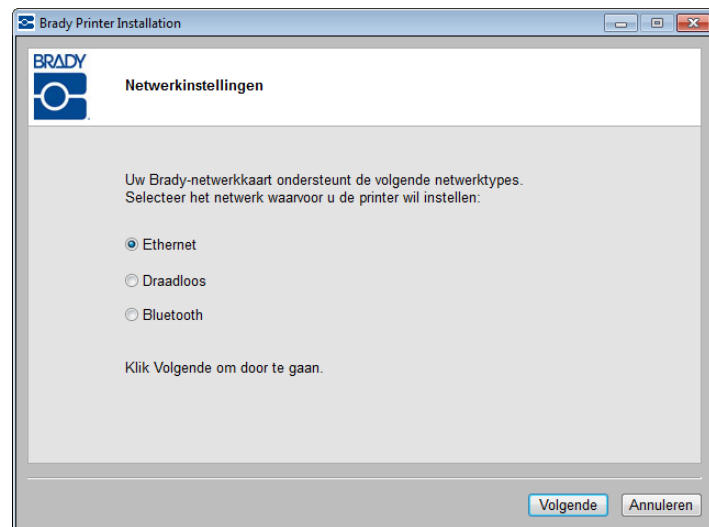 Brady Printer Installation
BRADY
Netwerkinstellingen
Uw Brady-netwerkkaart ondersteunt de volgende netwerktypes.
Selecteer het netwerk waarvoor u de printer wil instellen:
Ethernet
Draadloos
Bluetooth
Klik Volgende om door te gaan.
Volgende
Annuleren